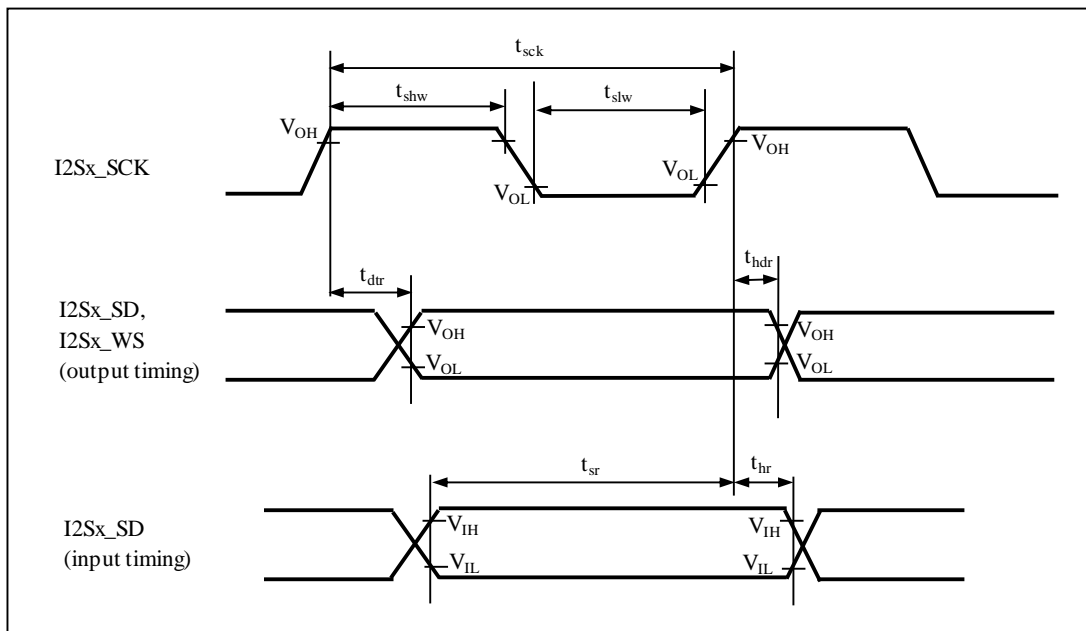 t_sck
t_shw
t_slw
V_OH
V_OH
I2Sx_SCK
V_OL
V_OL
t_dtr
t_hdr
I2Sx_SD,
I2Sx_WS
(output timing)
V_OH
V_OH
V_OL
V_OL
t_sr
t_hr
I2Sx_SD
(input timing)
V_IH
V_IH
V_IL
V_IL